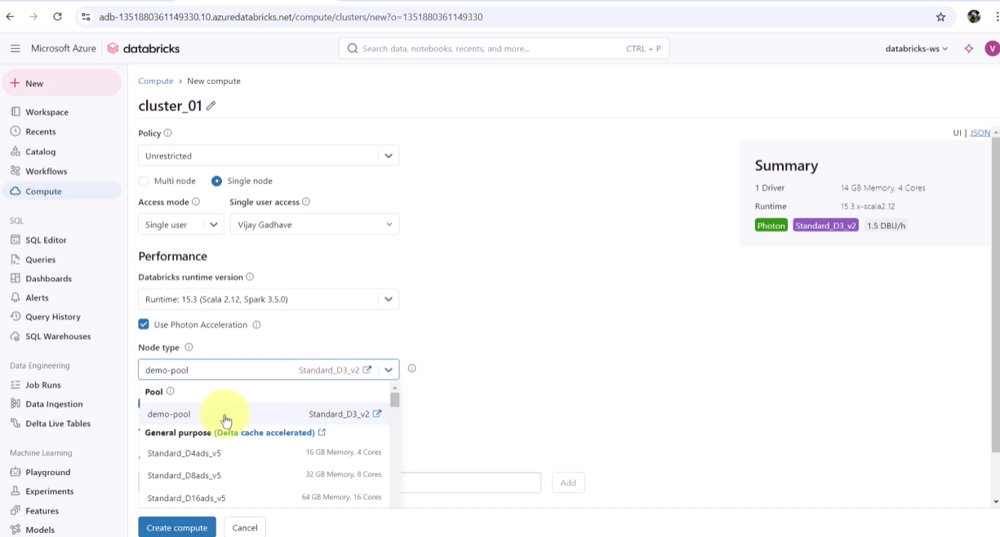 adb-1351880361149330.10.azuredatabricks.net/compute/clusters/new?o=1351880361149330
Microsoft Azure databricks Search data, notebooks, recents, and more... CTRL + P databricks-ws V
New
Workspace
Recents
Catalog
Workflows
Compute
SQL
SQL Editor
Queries
Dashboards
Alerts
Query History
SQL Warehouses
Data Engineering
Job Runs
Data Ingestion
Delta Live Tables
Machine Learning
Playground
Experiments
Features
Models
Compute › New compute
cluster_01
UI | JSON
Policy
Unrestricted
Multi node Single node
Access mode Single user access
Single user Vijay Gadhave
Performance
Databricks runtime version
Runtime: 15.3 (Scala 2.12, Spark 3.5.0)
Use Photon Acceleration
Node type
demo-pool Standard_D3_v2
Pool
demo-pool Standard_D3_v2
General purpose (Delta cache accelerated)
Standard_D4ads_v5 16 GB Memory, 4 Cores
Standard_D8ads_v5 32 GB Memory, 8 Cores
Standard_D16ads_v5 64 GB Memory, 16 Cores
Add
Create compute Cancel
Summary
1 Driver 14 GB Memory, 4 Cores
Runtime 15.3.x-scala2.12
Photon Standard_D3_v2 1.5 DBU/h